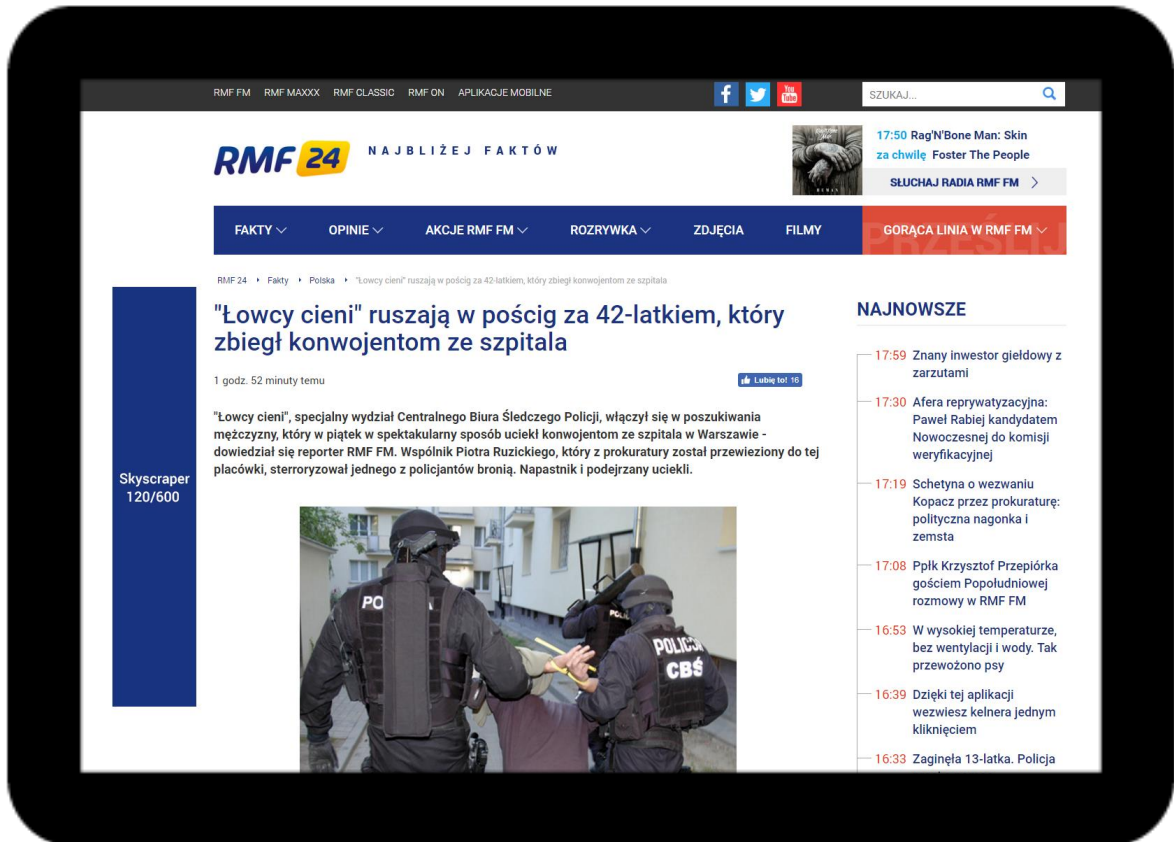 RMF FM RMF MAXXX RMF CLASSIC RMF ON APLIKACJE MOBILNE
f You Tube
SZUKAJ...
RMF 24
NAJBLIŻEJ FAKTÓW
HUMAN
17:50 Rag'N'Bone Man: Skin
za chwilę Foster The People
SŁUCHAJ RADIA RMF FM
FAKTY OPINIE AKCJE RMF FM ROZRYWKA ZDJĘCIA FILMY
PRZEŚLIJ
GORĄCA LINIA W RMF FM
RMF 24 Fakty Polska "Łowcy cieni" ruszają w pościg za 42-latkiem, który zbiegł konwojentom ze szpitala
Skyscraper
120/600
"Łowcy cieni" ruszają w pościg za 42-latkiem, który
zbiegł konwojentom ze szpitala
1 godz. 52 minuty temu
Lubię to! 16
"Łowcy cieni", specjalny wydział Centralnego Biura Śledczego Policji, włączył się w poszukiwania
mężczyzny, który w piątek w spektakularny sposób uciekł konwojentom ze szpitala w Warszawie -
dowiedział się reporter RMF FM. Wspólnik Piotra Ruzickiego, który z prokuratury został przewieziony do tej
placówki, sterroryzował jednego z policjantów bronią. Napastnik i podejrzany uciekli.
PO
POLICJA
CBŚ
NAJNOWSZE
17:59 Znany inwestor giełdowy z
zarzutami
17:30 Afera reprywatyzacyjna:
Paweł Rabiej kandydatem
Nowoczesnej do komisji
weryfikacyjnej
17:19 Schetyna o wezwaniu
Kopacz przez prokuraturę:
polityczna nagonka i
zemsta
17:08 Ppłk Krzysztof Przepiórka
gościem Popołudniowej
rozmowy w RMF FM
16:53 W wysokiej temperaturze,
bez wentylacji i wody. Tak
przewożono psy
16:39 Dzięki tej aplikacji
wezwiesz kelnera jednym
kliknięciem
16:33 Zaginęła 13-latka. Policja